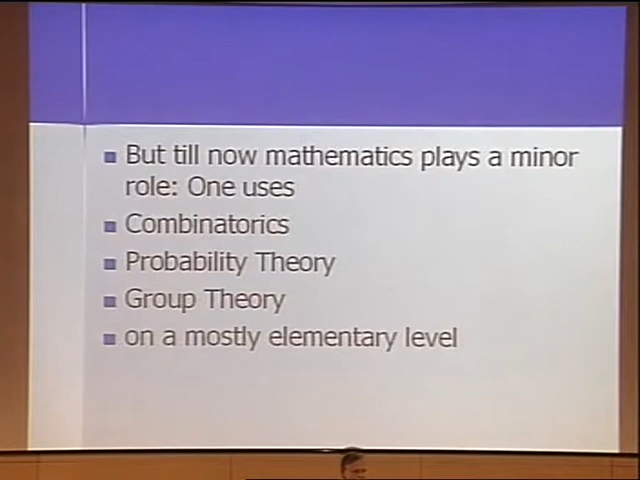 But till now mathematics plays a minor
role: One uses
Combinatorics
Probability Theory
Group Theory
on a mostly elementary level